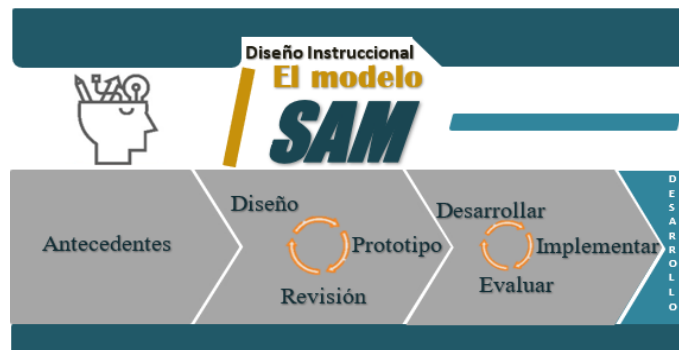 Diseño Instruccional
El modelo
SAM
Antecedentes
Diseño
Prototipo
Revisión
Desarrollar
Implementar
Evaluar
DESARROLLO